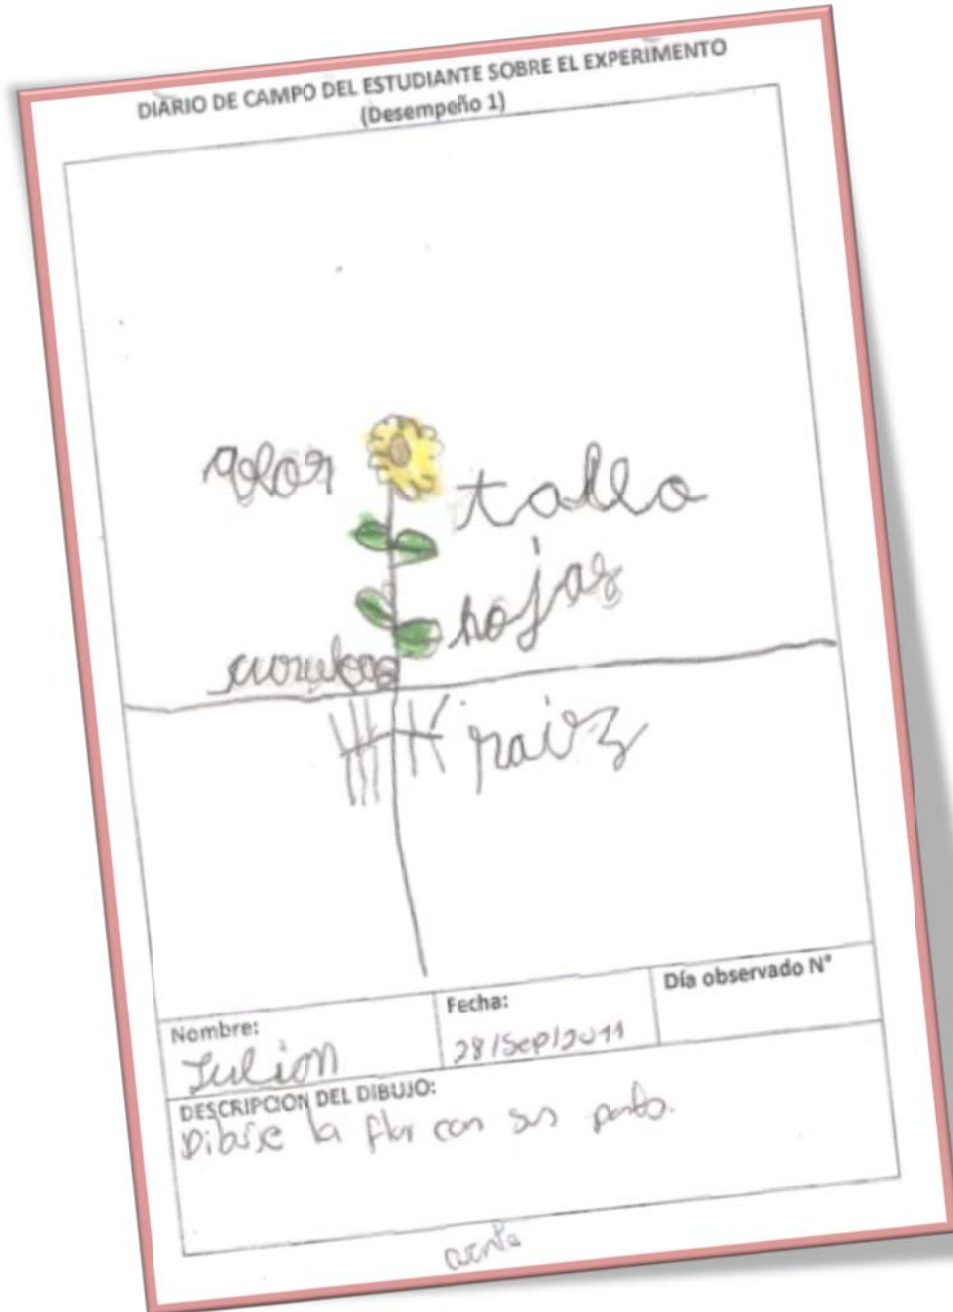 DIARIO DE CAMPO DEL ESTUDIANTE SOBRE EL EXPERIMENTO
(Desempeño 1)
flor
tallo
hojas
raiz
Nombre:
Julian
Fecha:
28/Sep/2011
Día observado N°
DESCRIPCION DEL DIBUJO:
Dibuje la flor con sus